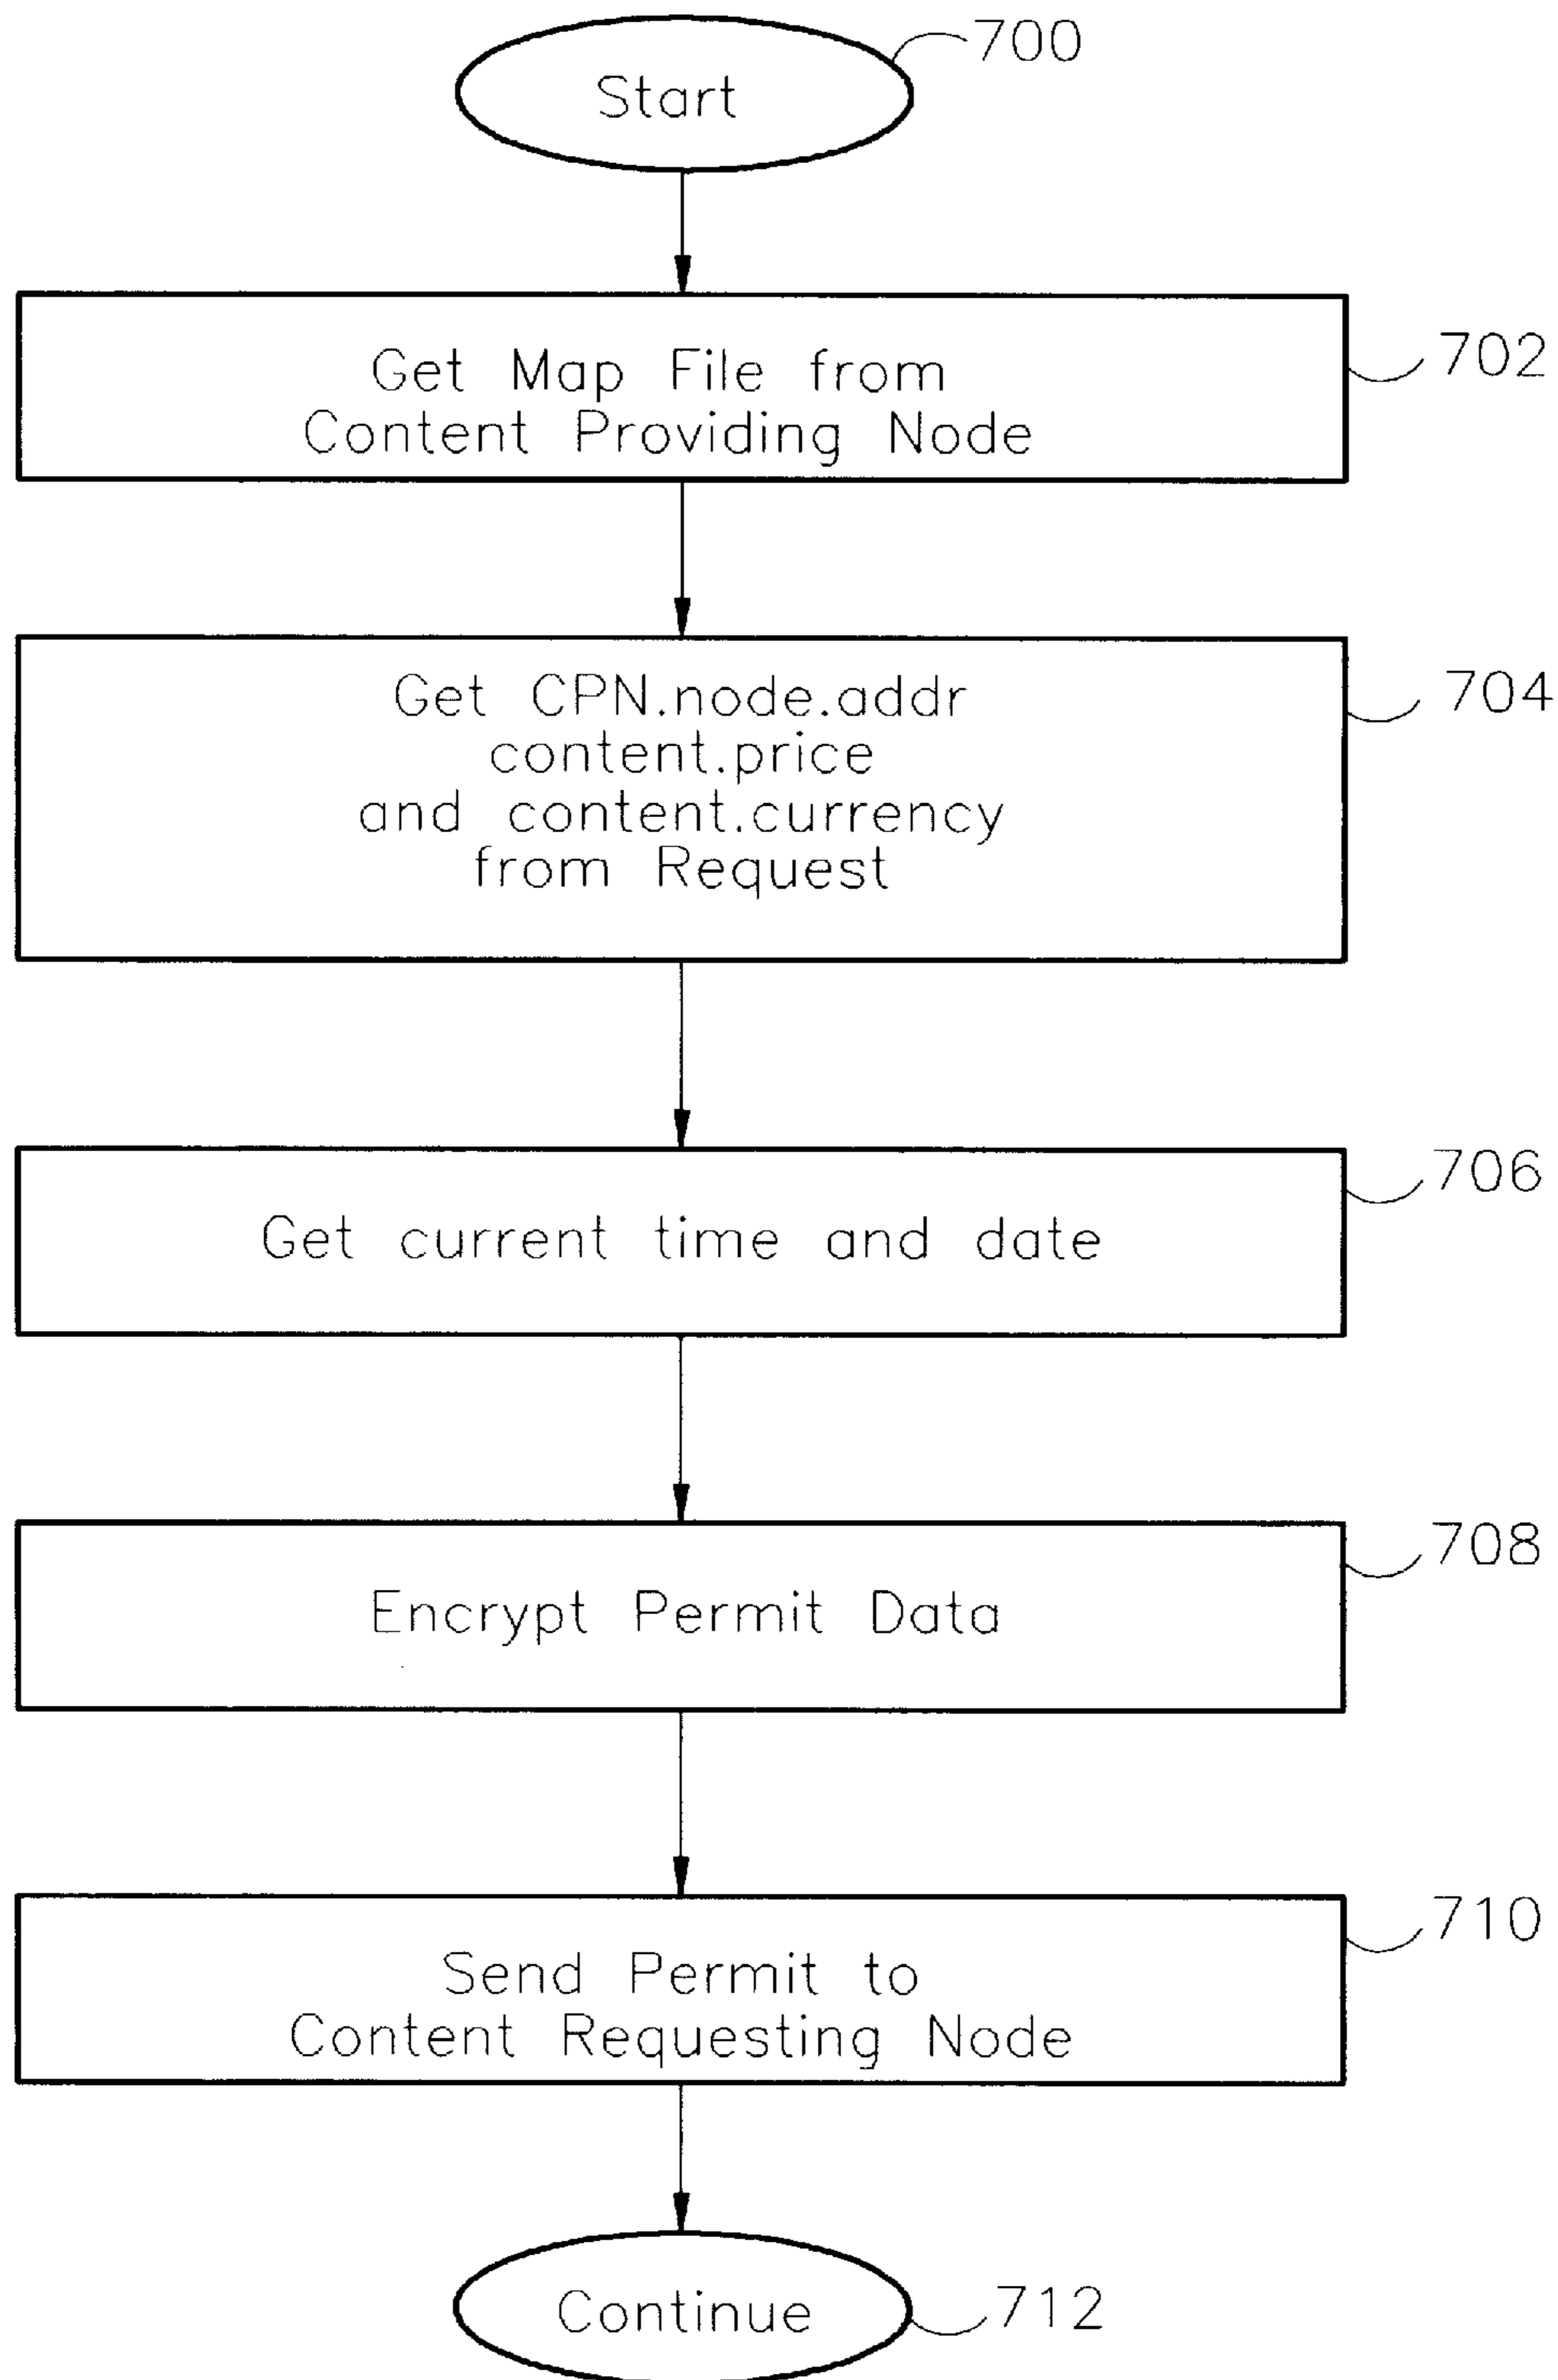 700
Start
702
Get Map File from
Content Providing Node
704
Get CPN.node.addr
content.price
and content.currency
from Request
706
Get current time and date
708
Encrypt Permit Data
710
Send Permit to
Content Requesting Node
Continue
712